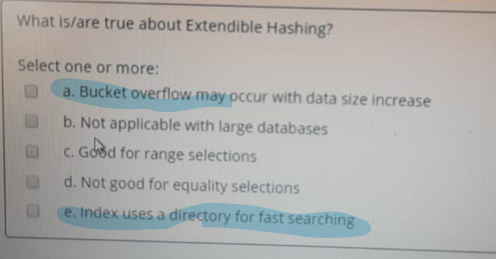 What is/are true about Extendible Hashing?
Select one or more:
a. Bucket overflow may occur with data size increase
b. Not applicable with large databases
c. Good for range selections
d. Not good for equality selections
e. Index uses a directory for fast searching